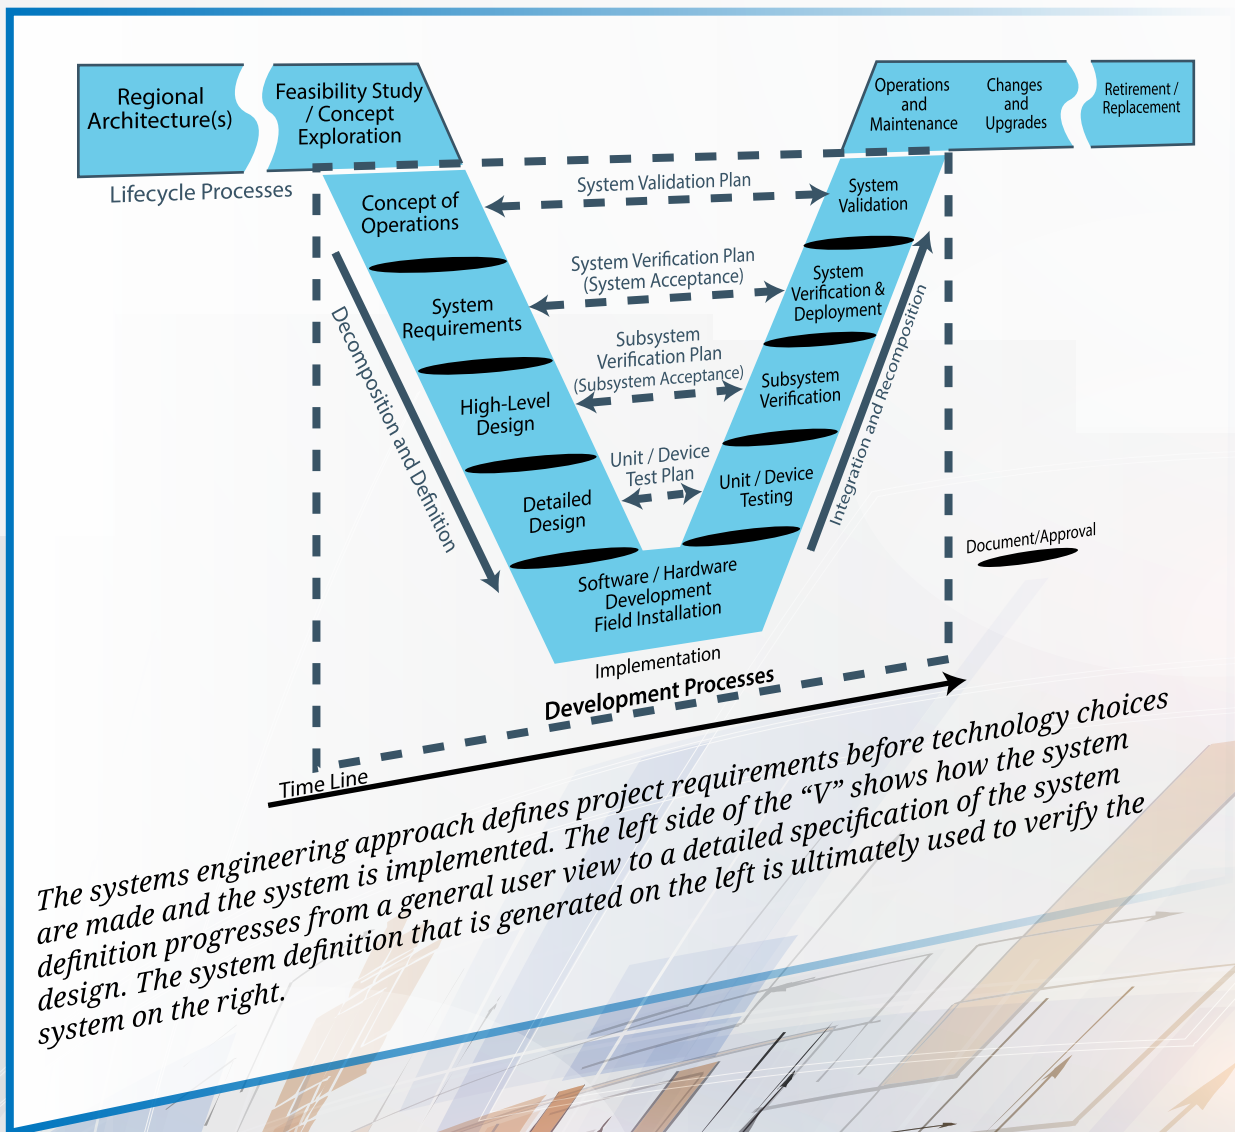 Regional
Architecture(s)
Feasibility Study
/ Concept
Exploration
Operations
and
Maintenance
Changes
and
Upgrades
Retirement /
Replacement
Lifecycle Processes
Concept of
Operations
System Validation Plan
System
Validation
System
Requirements
System Verification Plan
(System Acceptance)
System
Verification &
Deployment
High-Level
Design
Subsystem
Verification Plan
(Subsystem Acceptance)
Subsystem
Verification
Detailed
Design
Unit / Device
Test Plan
Unit / Device
Testing
Decomposition and Definition
Integration and Recomposition
Software / Hardware
Development
Field Installation
Document/Approval
Implementation
Development Processes
Time Line
The systems engineering approach defines project requirements before technology choices
are made and the system is implemented. The left side of the “V” shows how the system
definition progresses from a general user view to a detailed specification of the system
design. The system definition that is generated on the left is ultimately used to verify the
system on the right.